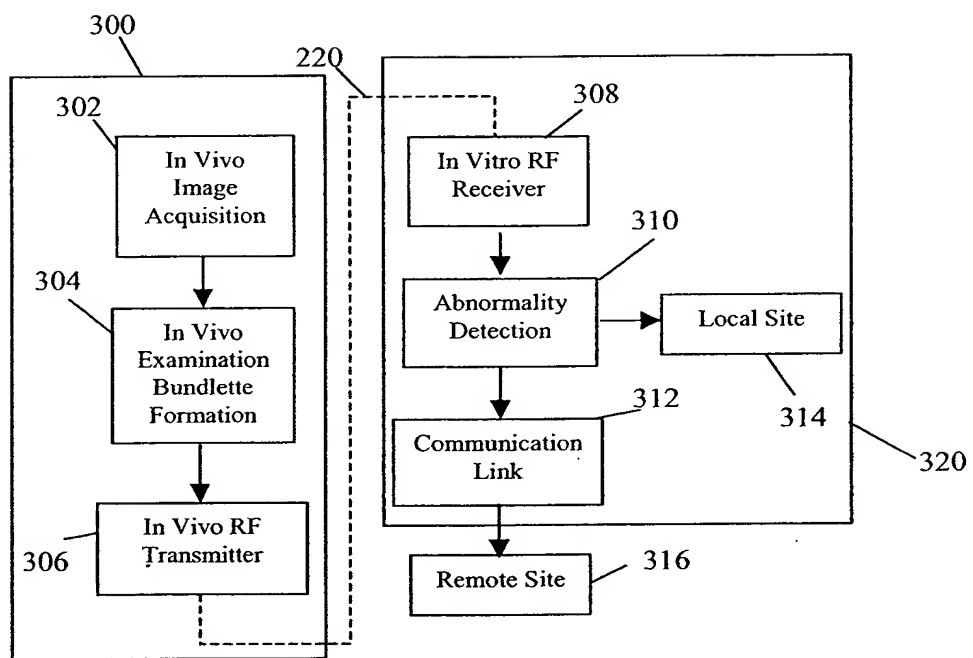 300
302
In Vivo
Image
Acquisition
304
In Vivo
Examination
Bundlette
Formation
306
In Vivo RF
Transmitter
220
308
In Vitro RF
Receiver
310
Abnormality
Detection
Local Site
314
312
Communication
Link
320
Remote Site
316